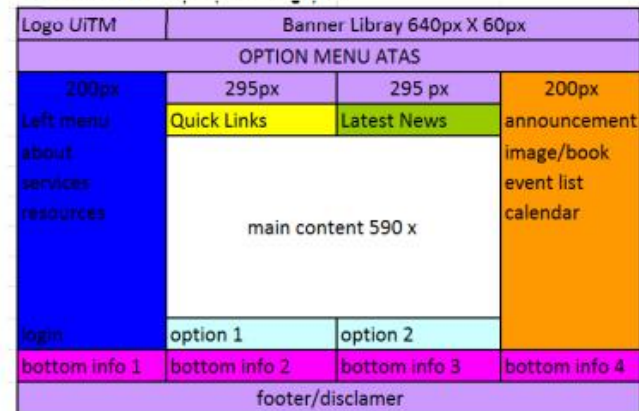 Logo UiTM
Banner Libray 640px X 60px
OPTION MENU ATAS
200px
295px
295 px
200px
Left menu
about
services
resources
login
Quick Links
Latest News
main content 590 x
option 1
option 2
announcement
image/book
event list
calendar
bottom info 1
bottom info 2
bottom info 3
bottom info 4
footer/disclamer